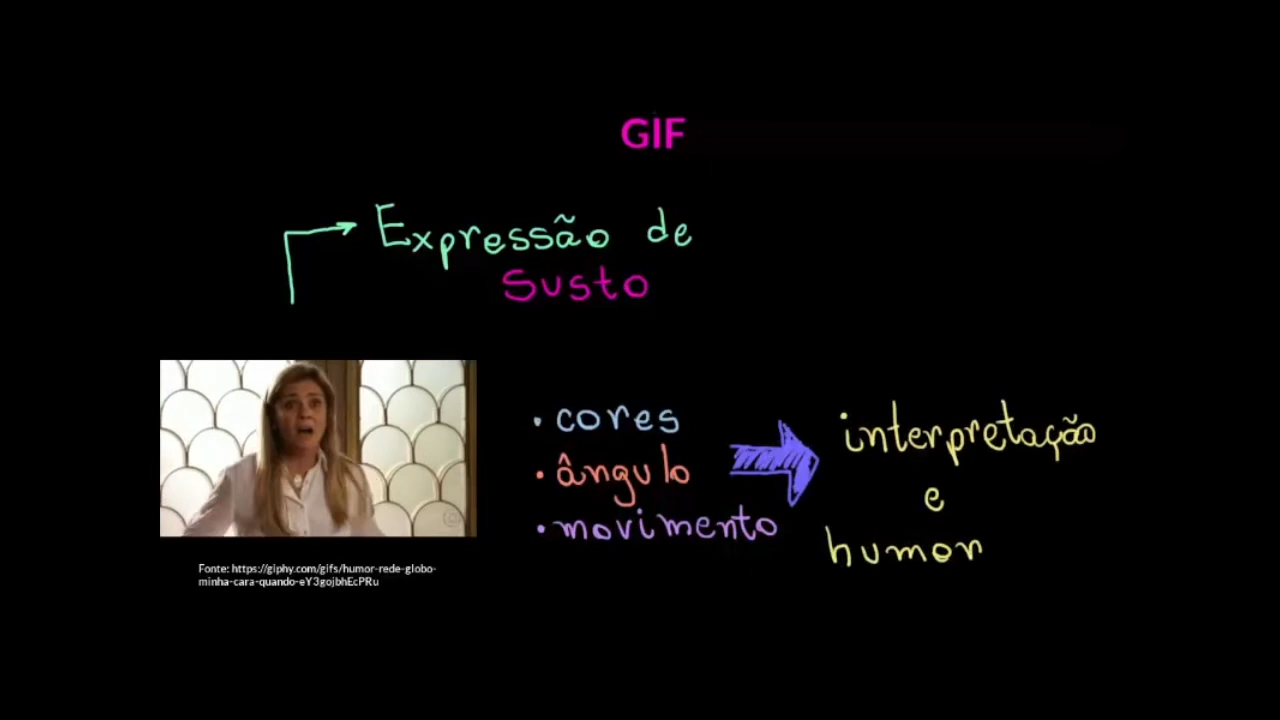 GIF
Expressão de
Susto
• cores
• ângulo
• movimento
interpretação
e
humor
Fonte: https://giphy.com/gifs/humor-rede-globo-
minha-cara-quando-eY3gojbhEcPRu